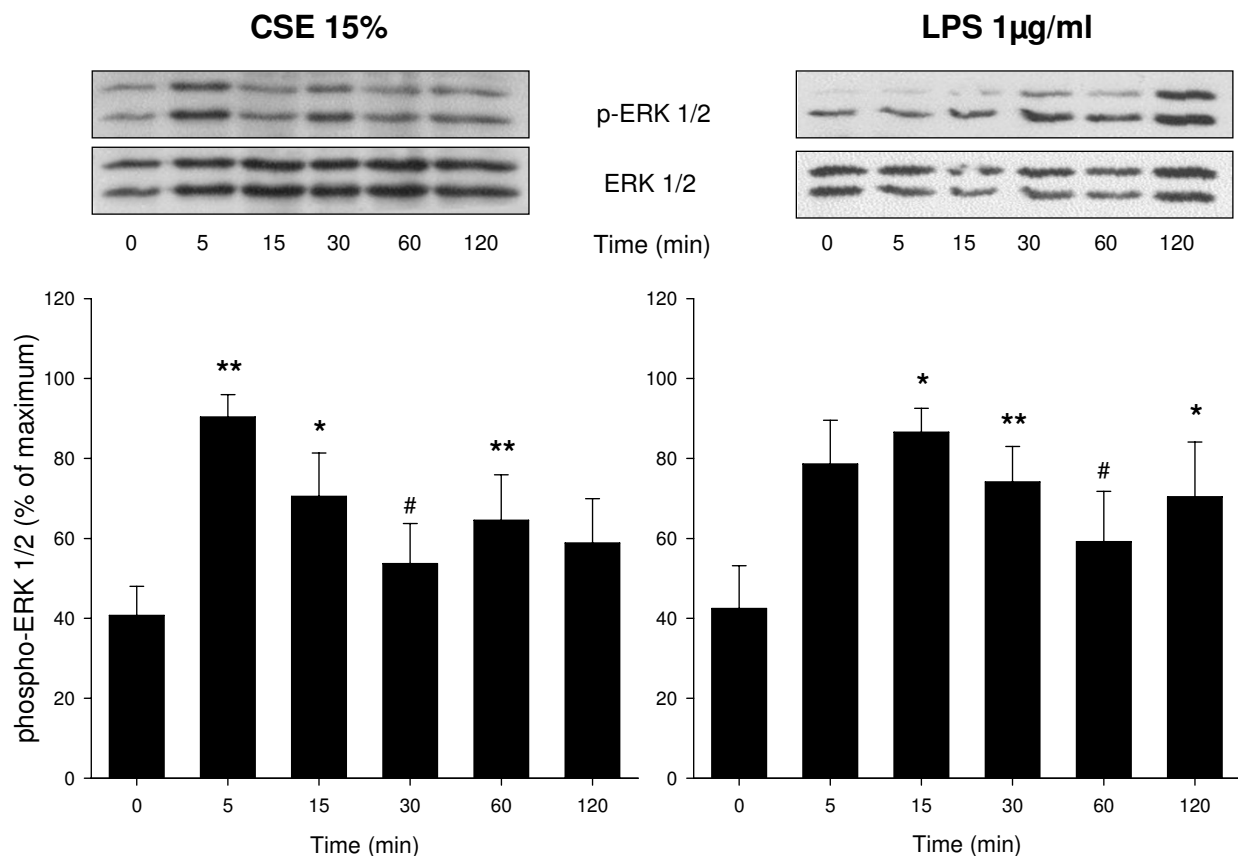 CSE 15%
LPS 1µg/ml
p-ERK 1/2
ERK 1/2
0 5 15 30 60 120
Time (min)
0 5 15 30 60 120
phospho-ERK 1/2 (% of maximum)
120
100
80
60
40
20
0
**
*
#
**
0 5 15 30 60 120
Time (min)
120
100
80
60
40
20
0
*
**
#
*
0 5 15 30 60 120
Time (min)